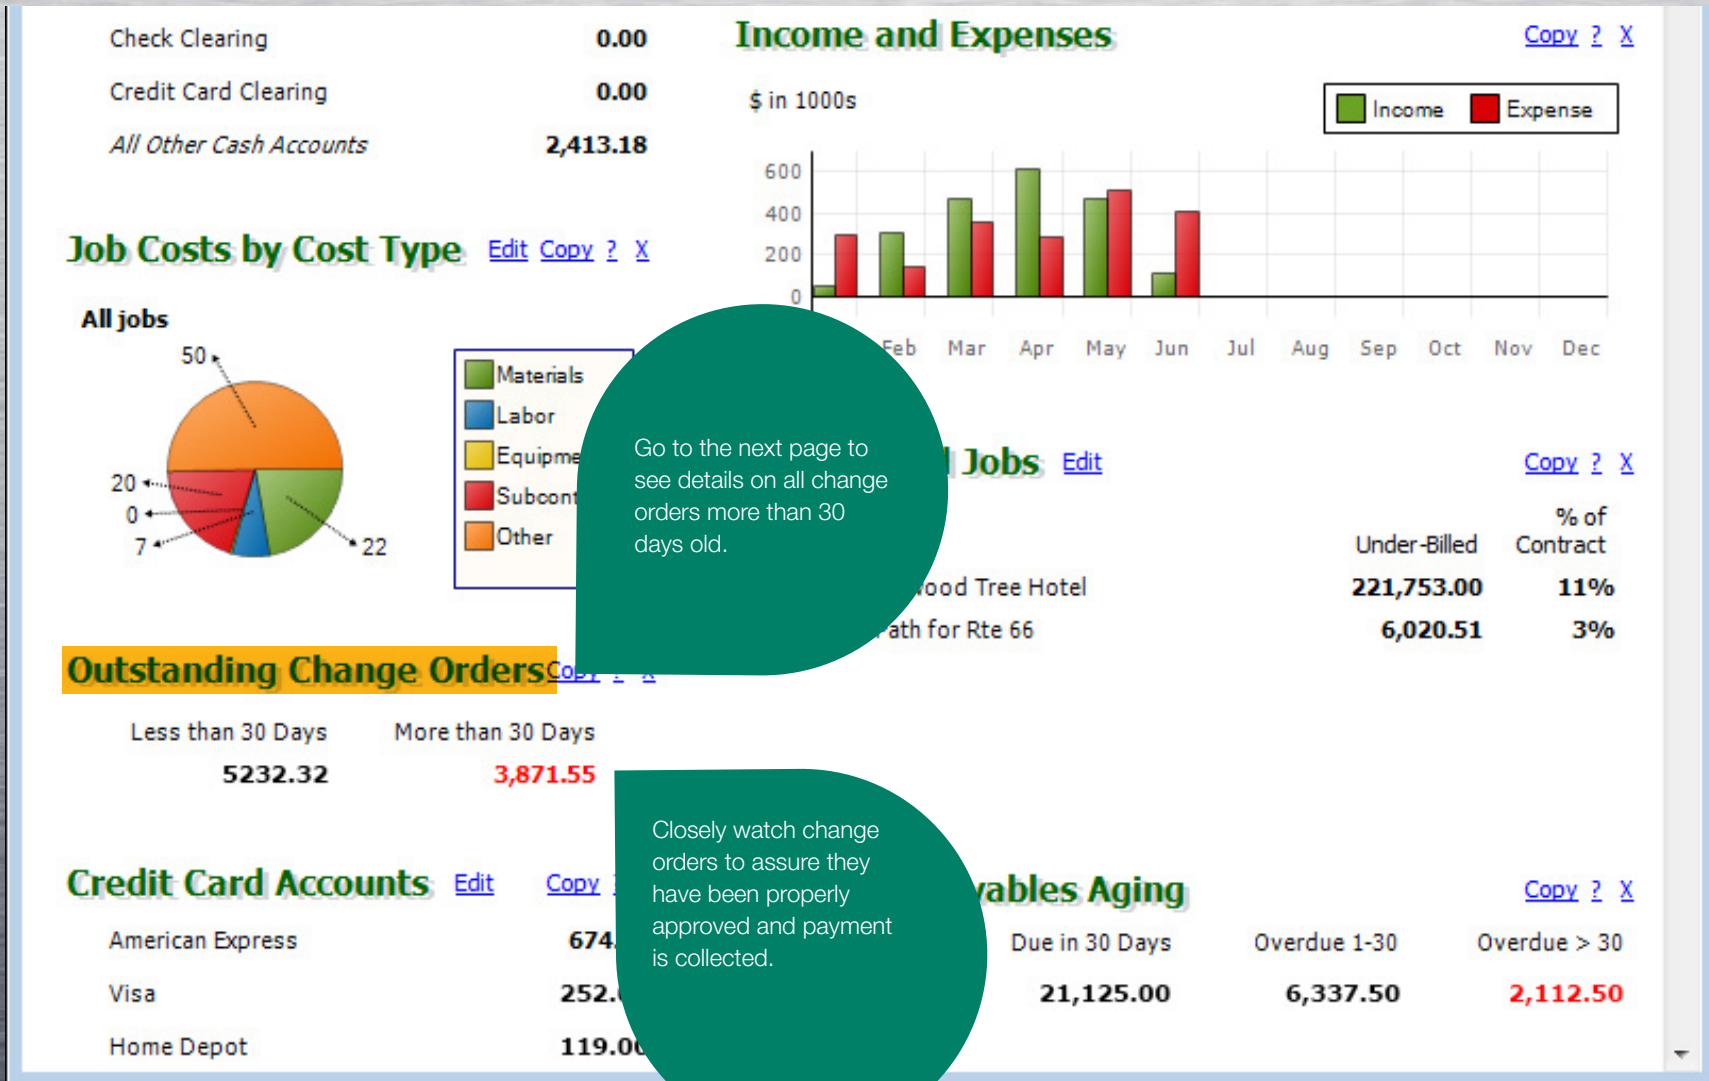 Check Clearing 0.00
Credit Card Clearing 0.00
All Other Cash Accounts 2,413.18
Job Costs by Cost Type Edit Copy ? X
All jobs
50
20
0
7
22
Materials
Labor
Other
Outstanding Change Orders Copy ? X
Less than 30 Days More than 30 Days
5232.32 3,871.55
Credit Card Accounts Edit Copy
American Express
Visa
Home Depot
Income and Expenses Copy ? X
$ in 1000s
Income Expense
600
400
200
0
Feb Mar Apr May Jun Jul Aug Sep Oct Nov Dec
Go to the next page to
see details on all change
orders more than 30
days old.
Jobs Edit Copy ? X
% of
Under-Billed Contract
Tree Hotel 221,753.00 11%
for Rte 66 6,020.51 3%
Closely watch change
orders to assure they
have been properly
approved and payment
is collected.
Aging Copy ? X
Due in 30 Days Overdue 1-30 Overdue > 30
21,125.00 6,337.50 2,112.50